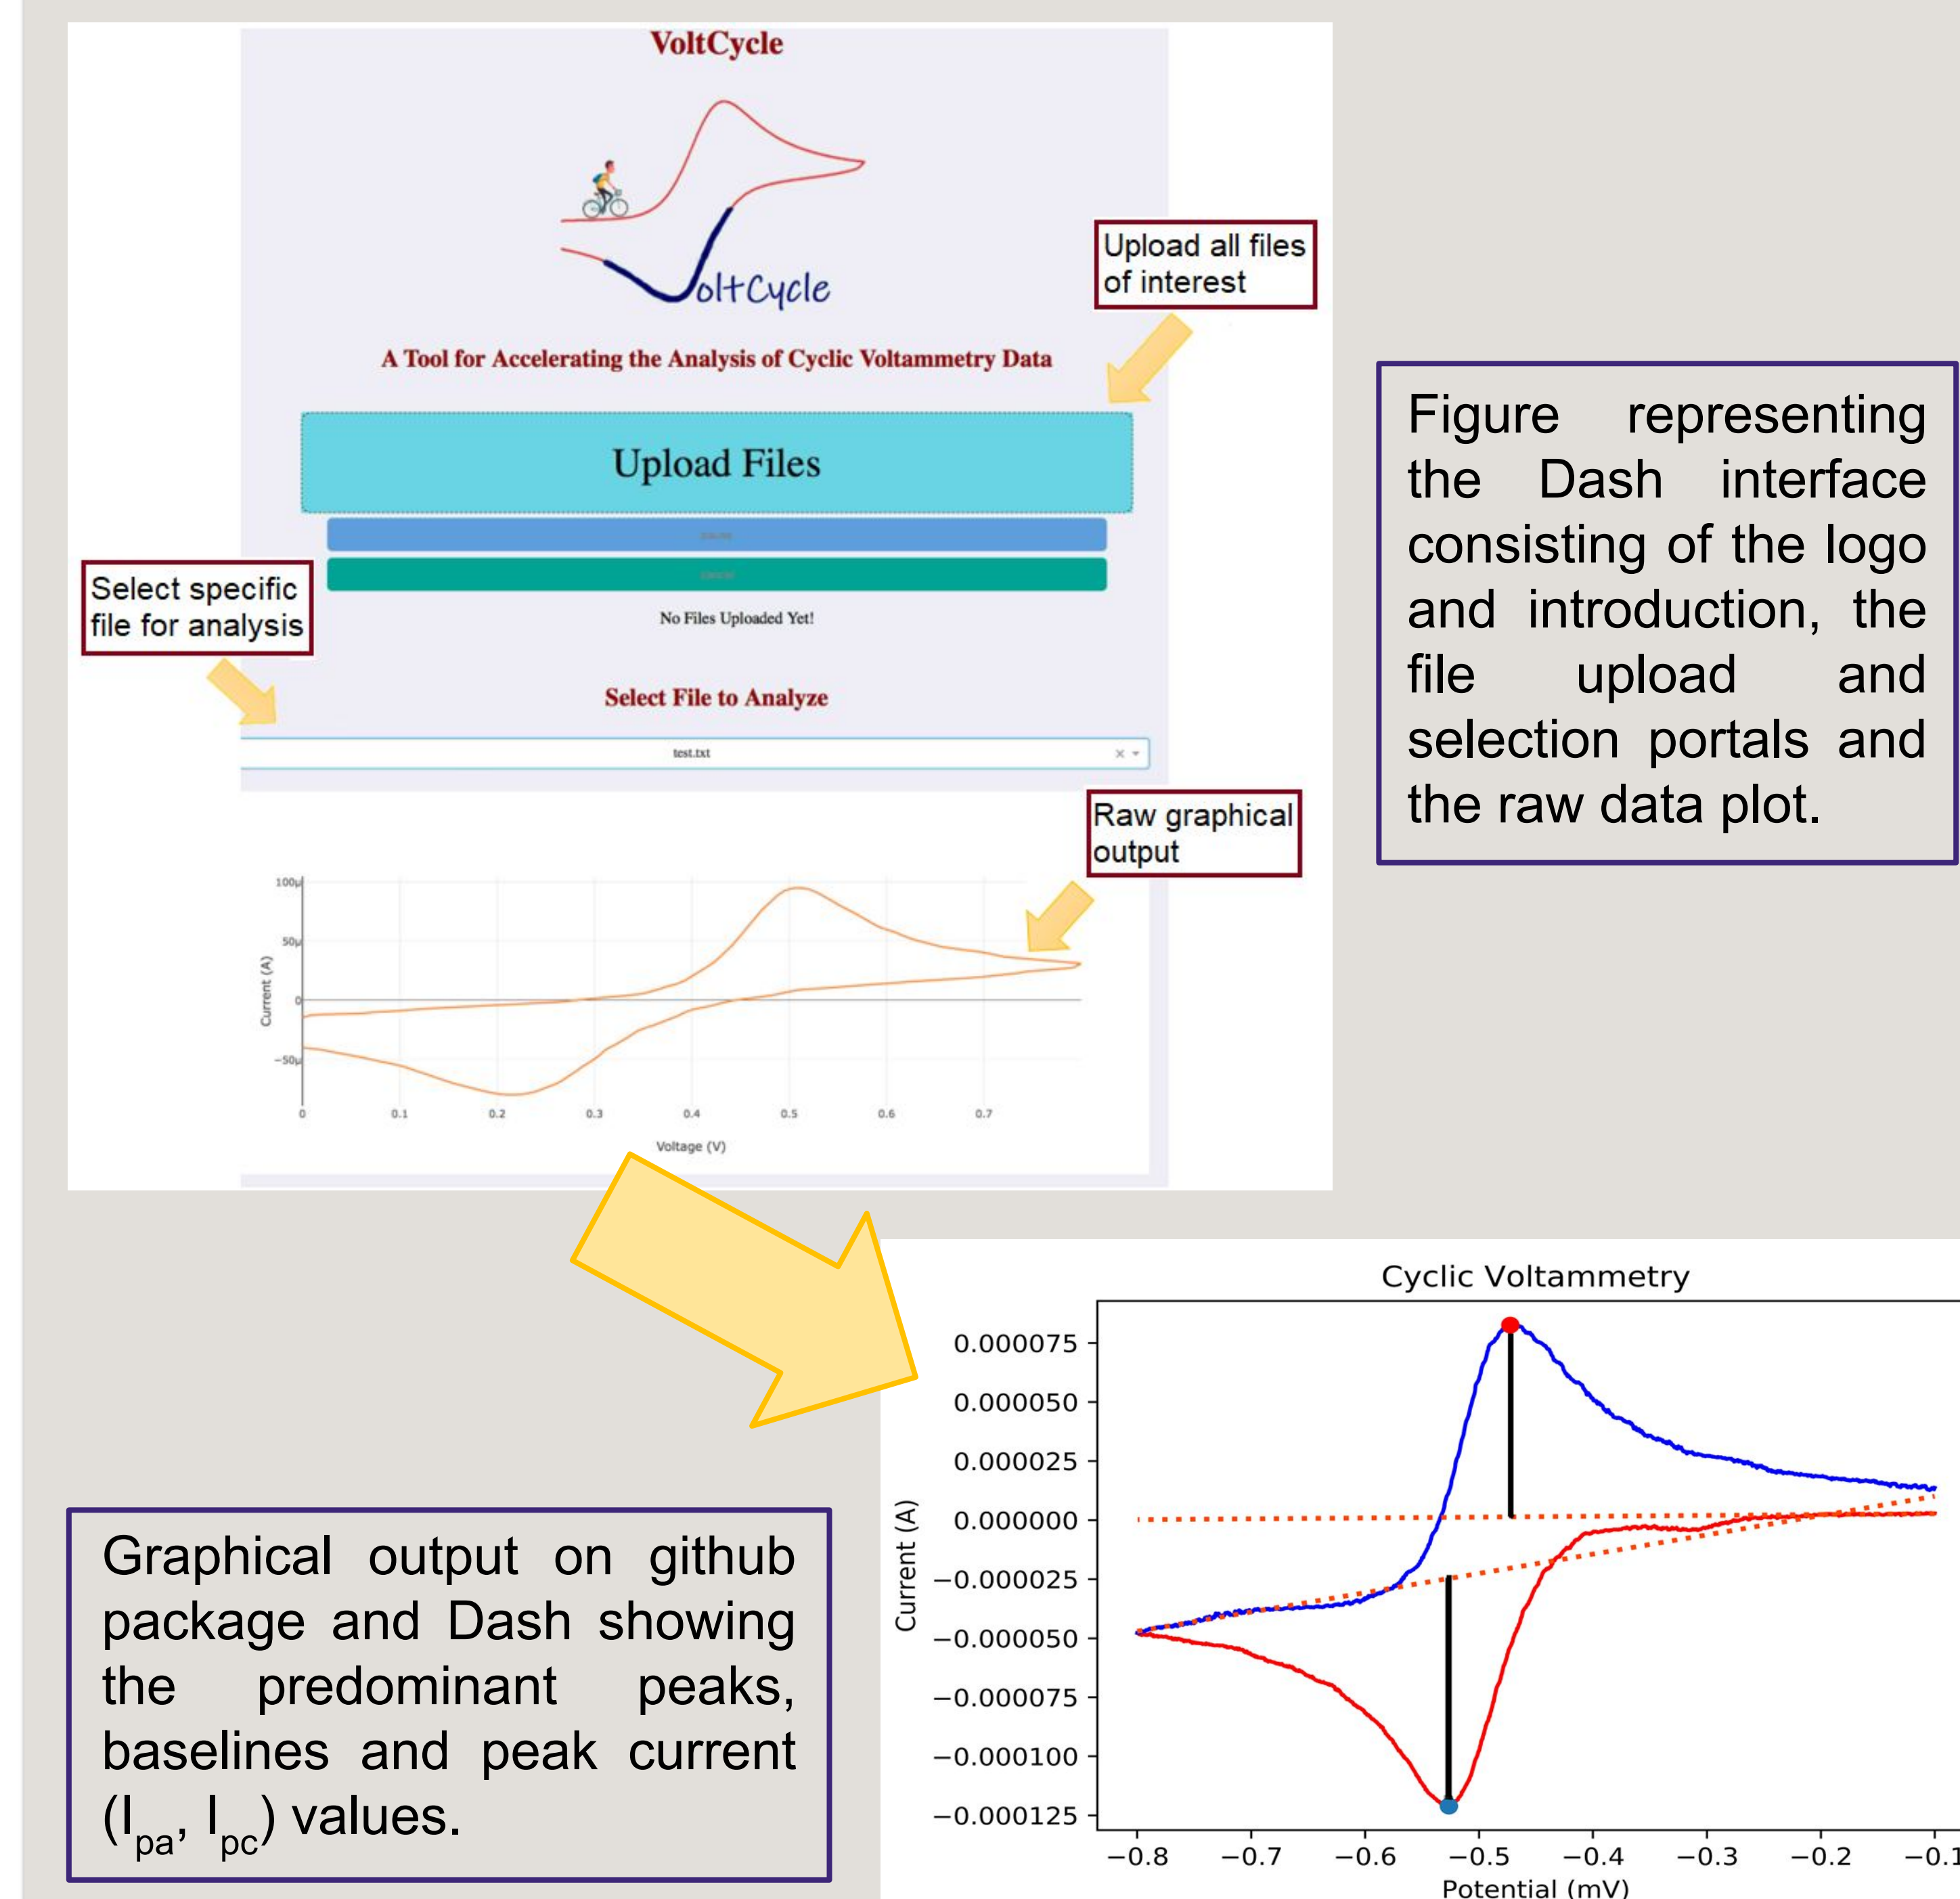 VoltCycle
VoltCycle
Upload all files
of interest
A Tool for Accelerating the Analysis of Cyclic Voltammetry Data
Upload Files
Select specific
file for analysis
No Files Uploaded Yet!
Select File to Analyze
test.txt
Raw graphical
output
100µ
50µ
0
−50µ
Current (A)
0 0.1 0.2 0.3 0.4 0.5 0.6 0.7
Voltage (V)
Figure representing
the Dash interface
consisting of the logo
and introduction, the
file upload and
selection portals and
the raw data plot.
Graphical output on github
package and Dash showing
the predominant peaks,
baselines and peak current
(Ipa, Ipc) values.
Cyclic Voltammetry
0.000075
0.000050
0.000025
0.000000
−0.000025
−0.000050
−0.000075
−0.000100
−0.000125
Current (A)
−0.8 −0.7 −0.6 −0.5 −0.4 −0.3 −0.2 −0.1
Potential (mV)